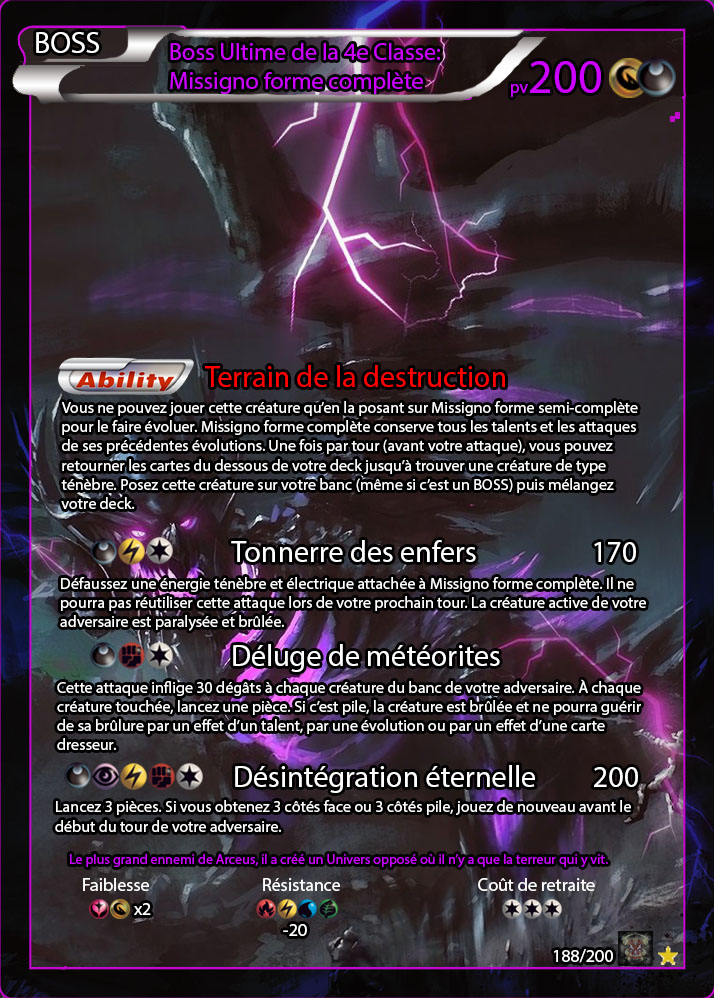 BOSS
Boss Ultime de la 4e Classe:
Missigno forme complète
pv200
Ability
Terrain de la destruction
Vous ne pouvez jouer cette créature qu'en la posant sur Missigno forme semi-complète
pour le faire évoluer. Missigno forme complète conserve tous les talents et les attaques
de ses précédentes évolutions. Une fois par tour (avant votre attaque), vous pouvez
retourner les cartes du dessous de votre deck jusqu'à trouver une créature de type
ténèbre. Posez cette créature sur votre banc (même si c'est un BOSS) puis mélangez
votre deck.
Tonnerre des enfers 170
Défaussez une énergie ténèbre et électrique attachée à Missigno forme complète. Il ne
pourra pas réutiliser cette attaque lors de votre prochain tour. La créature active de votre
adversaire est paralysée et brûlée.
Déluge de météorites
Cette attaque inflige 30 dégâts à chaque créature du banc de votre adversaire. À chaque
créature touchée, lancez une pièce. Si c'est pile, la créature est brûlée et ne pourra guérir
de sa brûlure par un effet d'un talent, par une évolution ou par un effet d'une carte
dresseur.
Désintégration éternelle 200
Lancez 3 pièces. Si vous obtenez 3 côtés face ou 3 côtés pile, jouez de nouveau avant le
début du tour de votre adversaire.
Le plus grand ennemi de Arceus, il a créé un Univers opposé où il n'y a que la terreur qui y vit.
Faiblesse Résistance Coût de retraite
x2
-20
188/200